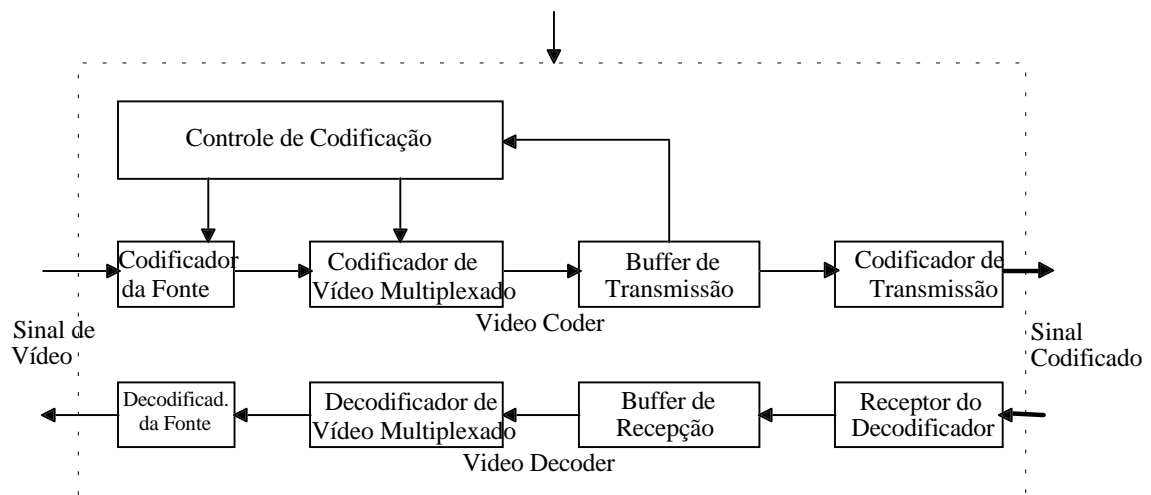 Controle de Codificação
Codificador
da Fonte
Codificador de
Vídeo Multiplexado
Buffer de
Transmissão
Codificador de
Transmissão
Video Coder
Sinal de
Vídeo
Sinal
Codificado
Decodificad.
da Fonte
Decodificador de
Vídeo Multiplexado
Buffer de
Recepção
Receptor do
Decodificador
Video Decoder